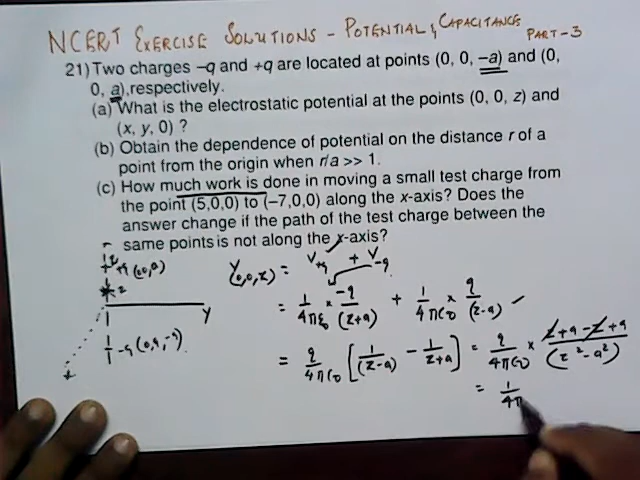 NCERT EXERCISE SOLUTIONS - POTENTIAL & CAPACITANCE
PART-3
21) Two charges –q and +q are located at points (0, 0, –a) and (0,
0, a), respectively.
(a) What is the electrostatic potential at the points (0, 0, z) and
(x, y, 0) ?
(b) Obtain the dependence of potential on the distance r of a
point from the origin when r/a >> 1.
(c) How much work is done in moving a small test charge from
the point (5,0,0) to (–7,0,0) along the x-axis? Does the
answer change if the path of the test charge between the
same points is not along the x-axis?
V(0,0,z) = V+q + V-q
= 1/4πε0 × -q/(z+a) + 1/4πε0 × q/(z-a)
= q/4πε0 [1/(z-a) - 1/z+a] = q/4πε0 × (z+a-z+a)/(z²-a²)
= 1/4π
Y